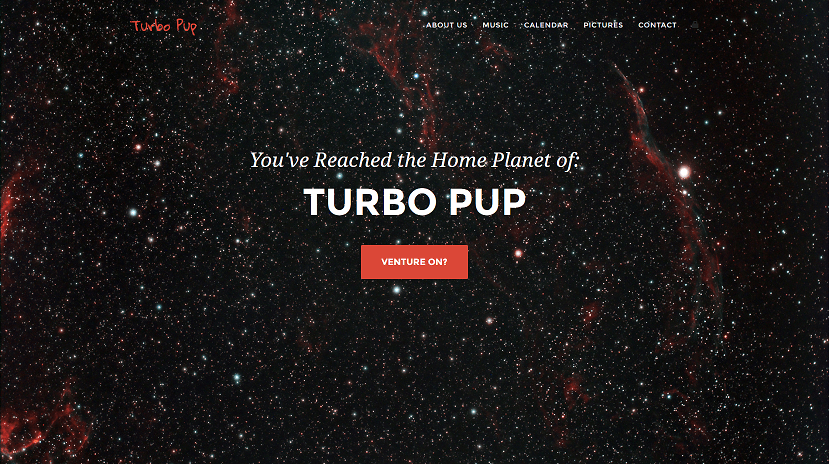 Turbo Pup
ABOUT US MUSIC CALENDAR PICTURES CONTACT
You've Reached the Home Planet of:
TURBO PUP
VENTURE ON?